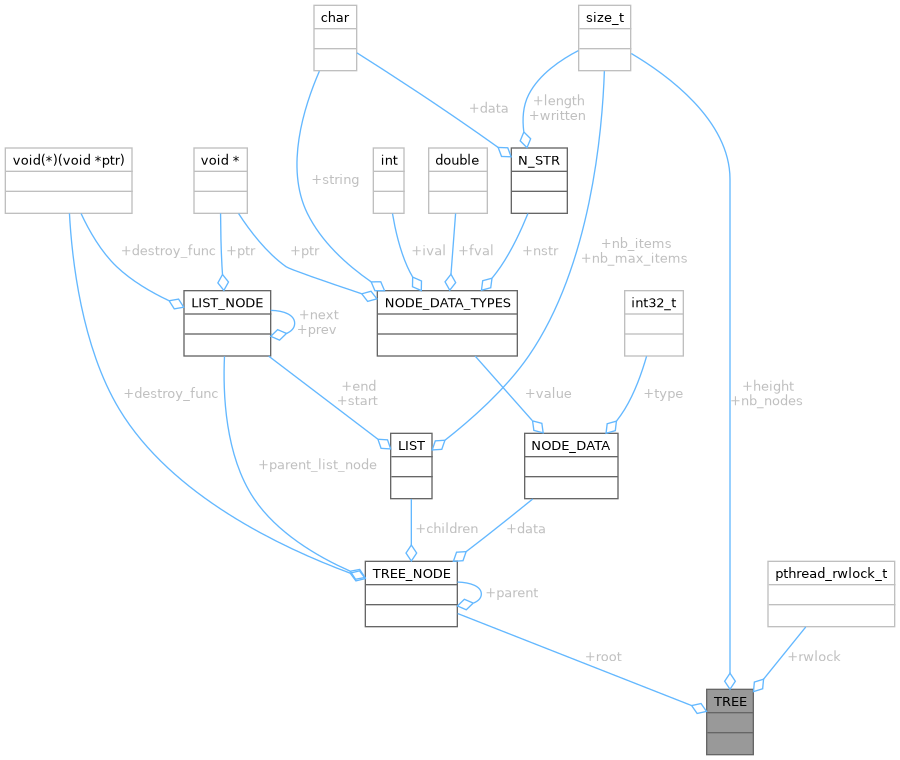 char
size_t
+length
+written
+data
void(*)(void *ptr)
void *
int
double
N_STR
+string
+destroy_func
+ptr
+ptr
+ival
+fval
+nstr
+nb_items
+nb_max_items
LIST_NODE
+next
+prev
NODE_DATA_TYPES
int32_t
+destroy_func
+end
+start
+value
+type
+height
+nb_nodes
LIST
NODE_DATA
+parent_list_node
+children
+data
TREE_NODE
+parent
pthread_rwlock_t
+root
+rwlock
TREE